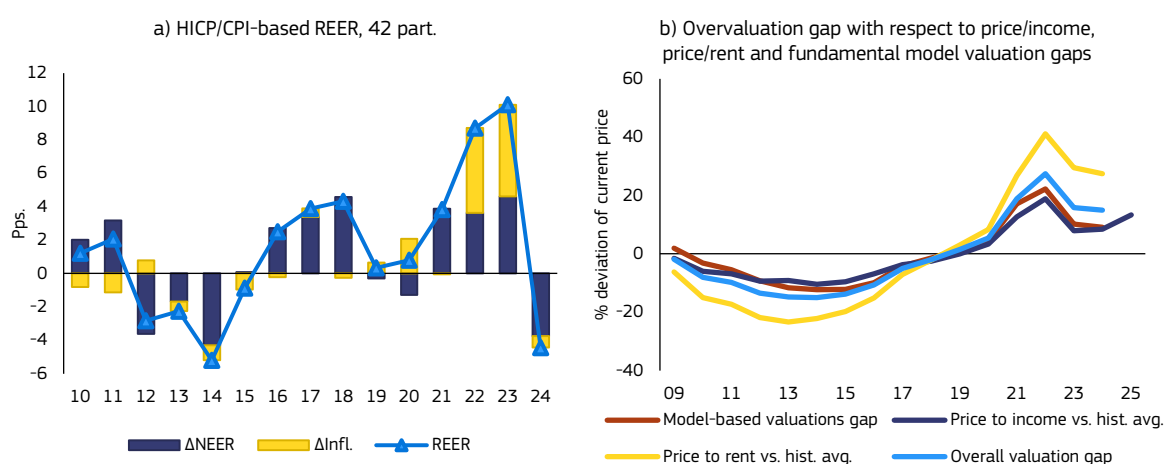 a) HICP/CPI-based REER, 42 part.
12
10
8
6
4
2
0
-2
-4
-6
Pps.
10 11 12 13 14 15 16 17 18 19 20 21 22 23 24
ΔNEER ΔInfl. REER
b) Overvaluation gap with respect to price/income,
price/rent and fundamental model valuation gaps
60
40
20
0
-20
-40
% deviation of current price
09 11 13 15 17 19 21 23 25
Model-based valuations gap Price to income vs. hist. avg.
Price to rent vs. hist. avg. Overall valuation gap